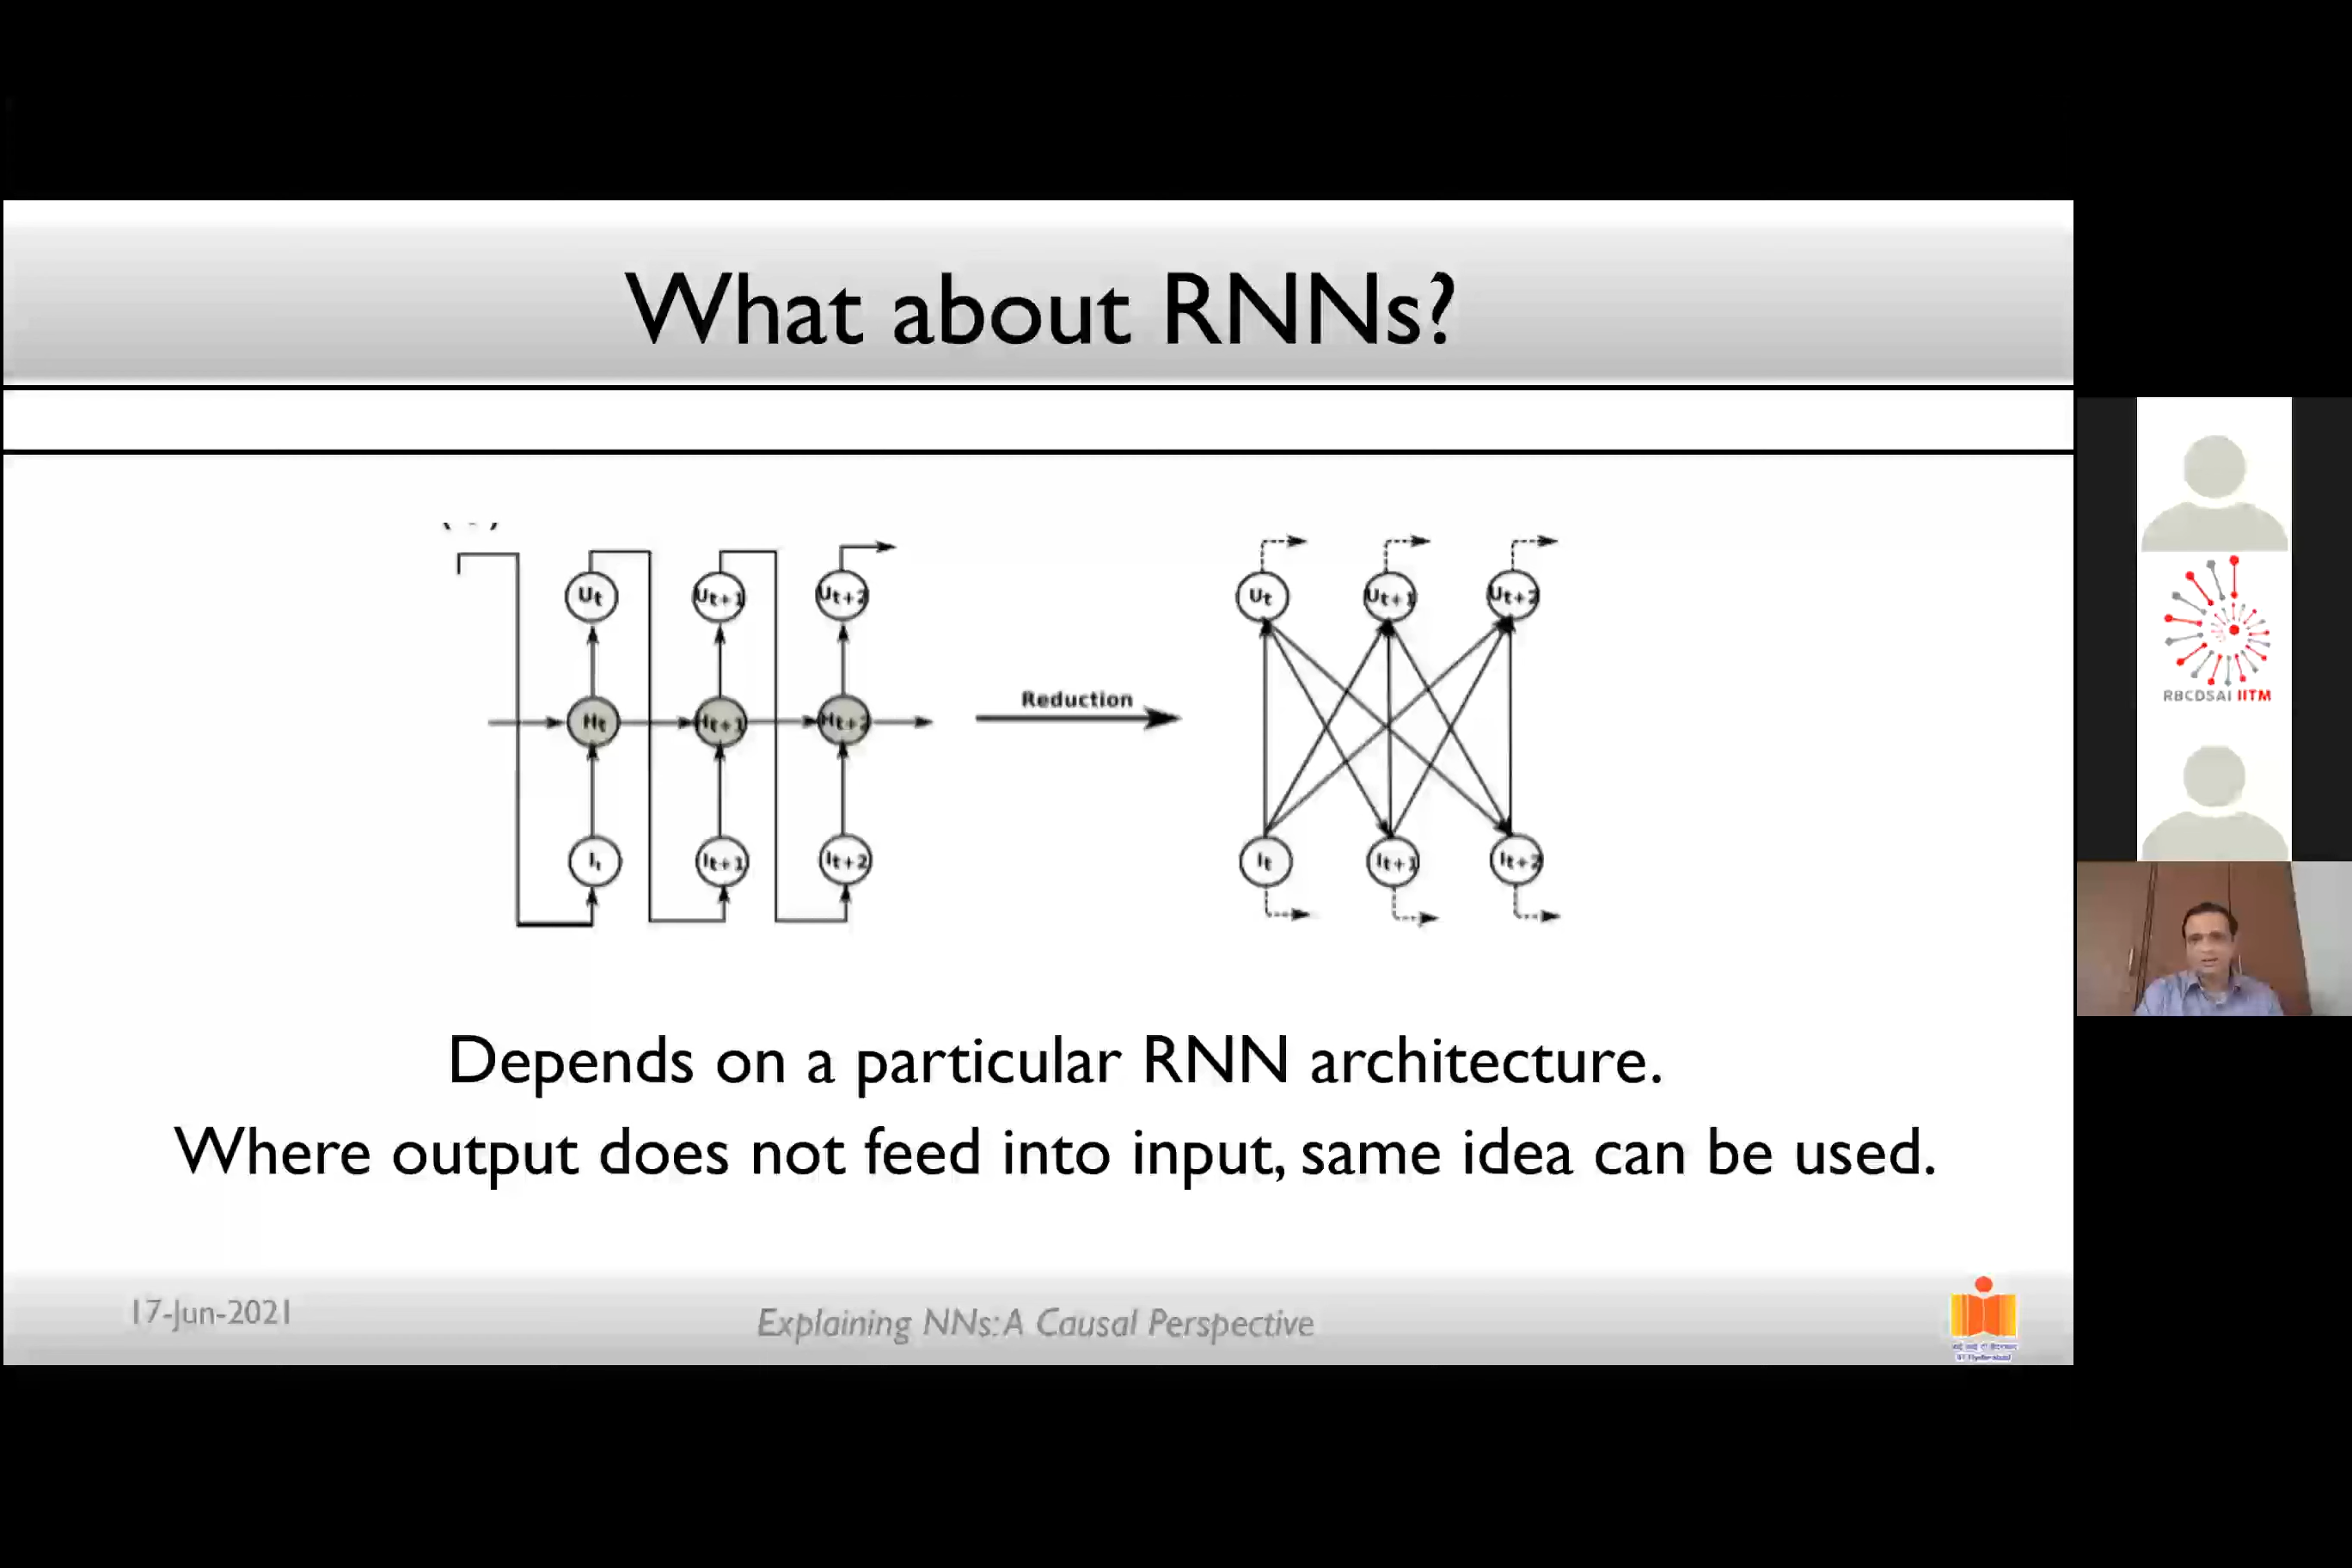 What about RNNs?
Ut Ut+1 Ut+2 Ut Ut+1 Ut+2
Reduction
Ht Ht+1 Ht+2
It It+1 It+2 It It+1 It+2
Depends on a particular RNN architecture.
Where output does not feed into input, same idea can be used.
17-Jun-2021
Explaining NNs: A Causal Perspective
RBCDSAI IITM
IIT Hyderabad